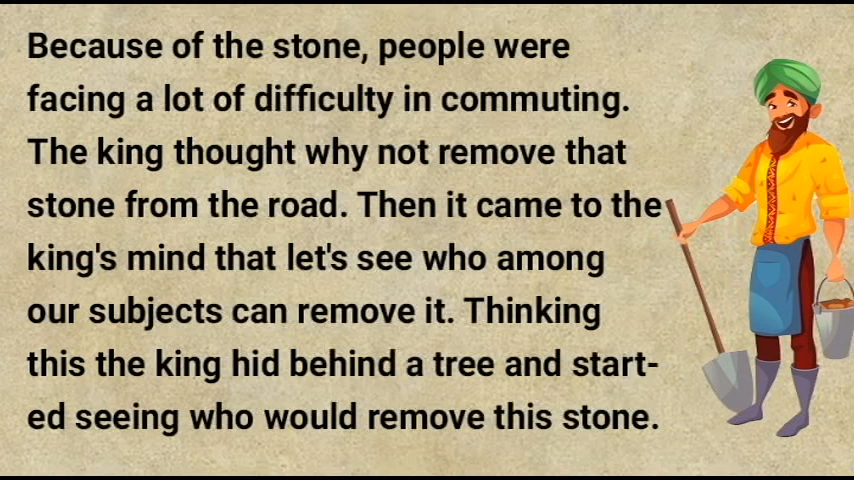 Because of the stone, people were
facing a lot of difficulty in commuting.
The king thought why not remove that
stone from the road. Then it came to the
king's mind that let's see who among
our subjects can remove it. Thinking
this the king hid behind a tree and start-
ed seeing who would remove this stone.